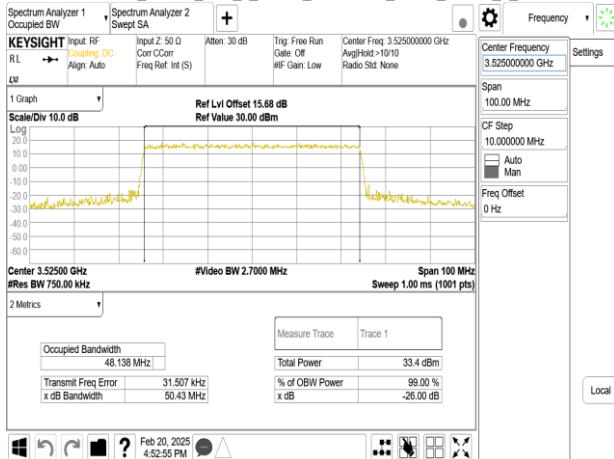 Spectrum Analyzer 1
Occupied BW
Spectrum Analyzer 2
Swept SA
+
Frequency
KEYSIGHT
RL
LXI
Input: RF
Coupling: DC
Align: Auto
Input Z: 50 Ω
Corr CCorr
Freq Ref: Int (S)
Atten: 30 dB
Trig: Free Run
Gate: Off
#IF Gain: Low
Center Freq: 3.525000000 GHz
Avg|Hold:>10/10
Radio Std: None
Center Frequency
3.525000000 GHz
Settings
Span
100.00 MHz
CF Step
10.000000 MHz
Auto
Man
Freq Offset
0 Hz
Local
1 Graph
Scale/Div 10.0 dB
Ref Lvl Offset 15.68 dB
Ref Value 30.00 dBm
Log
20.0
10.0
0.00
-10.0
-20.0
-30.0
-40.0
-50.0
-60.0
Center 3.52500 GHz
#Video BW 2.7000 MHz
Span 100 MHz
#Res BW 750.00 kHz
Sweep 1.00 ms (1001 pts)
2 Metrics
Measure Trace Trace 1
Occupied Bandwidth
48.138 MHz
Total Power 33.4 dBm
Transmit Freq Error 31.507 kHz
% of OBW Power 99.00 %
x dB Bandwidth 50.43 MHz
x dB -26.00 dB
?
Feb 20, 2025
4:52:55 PM